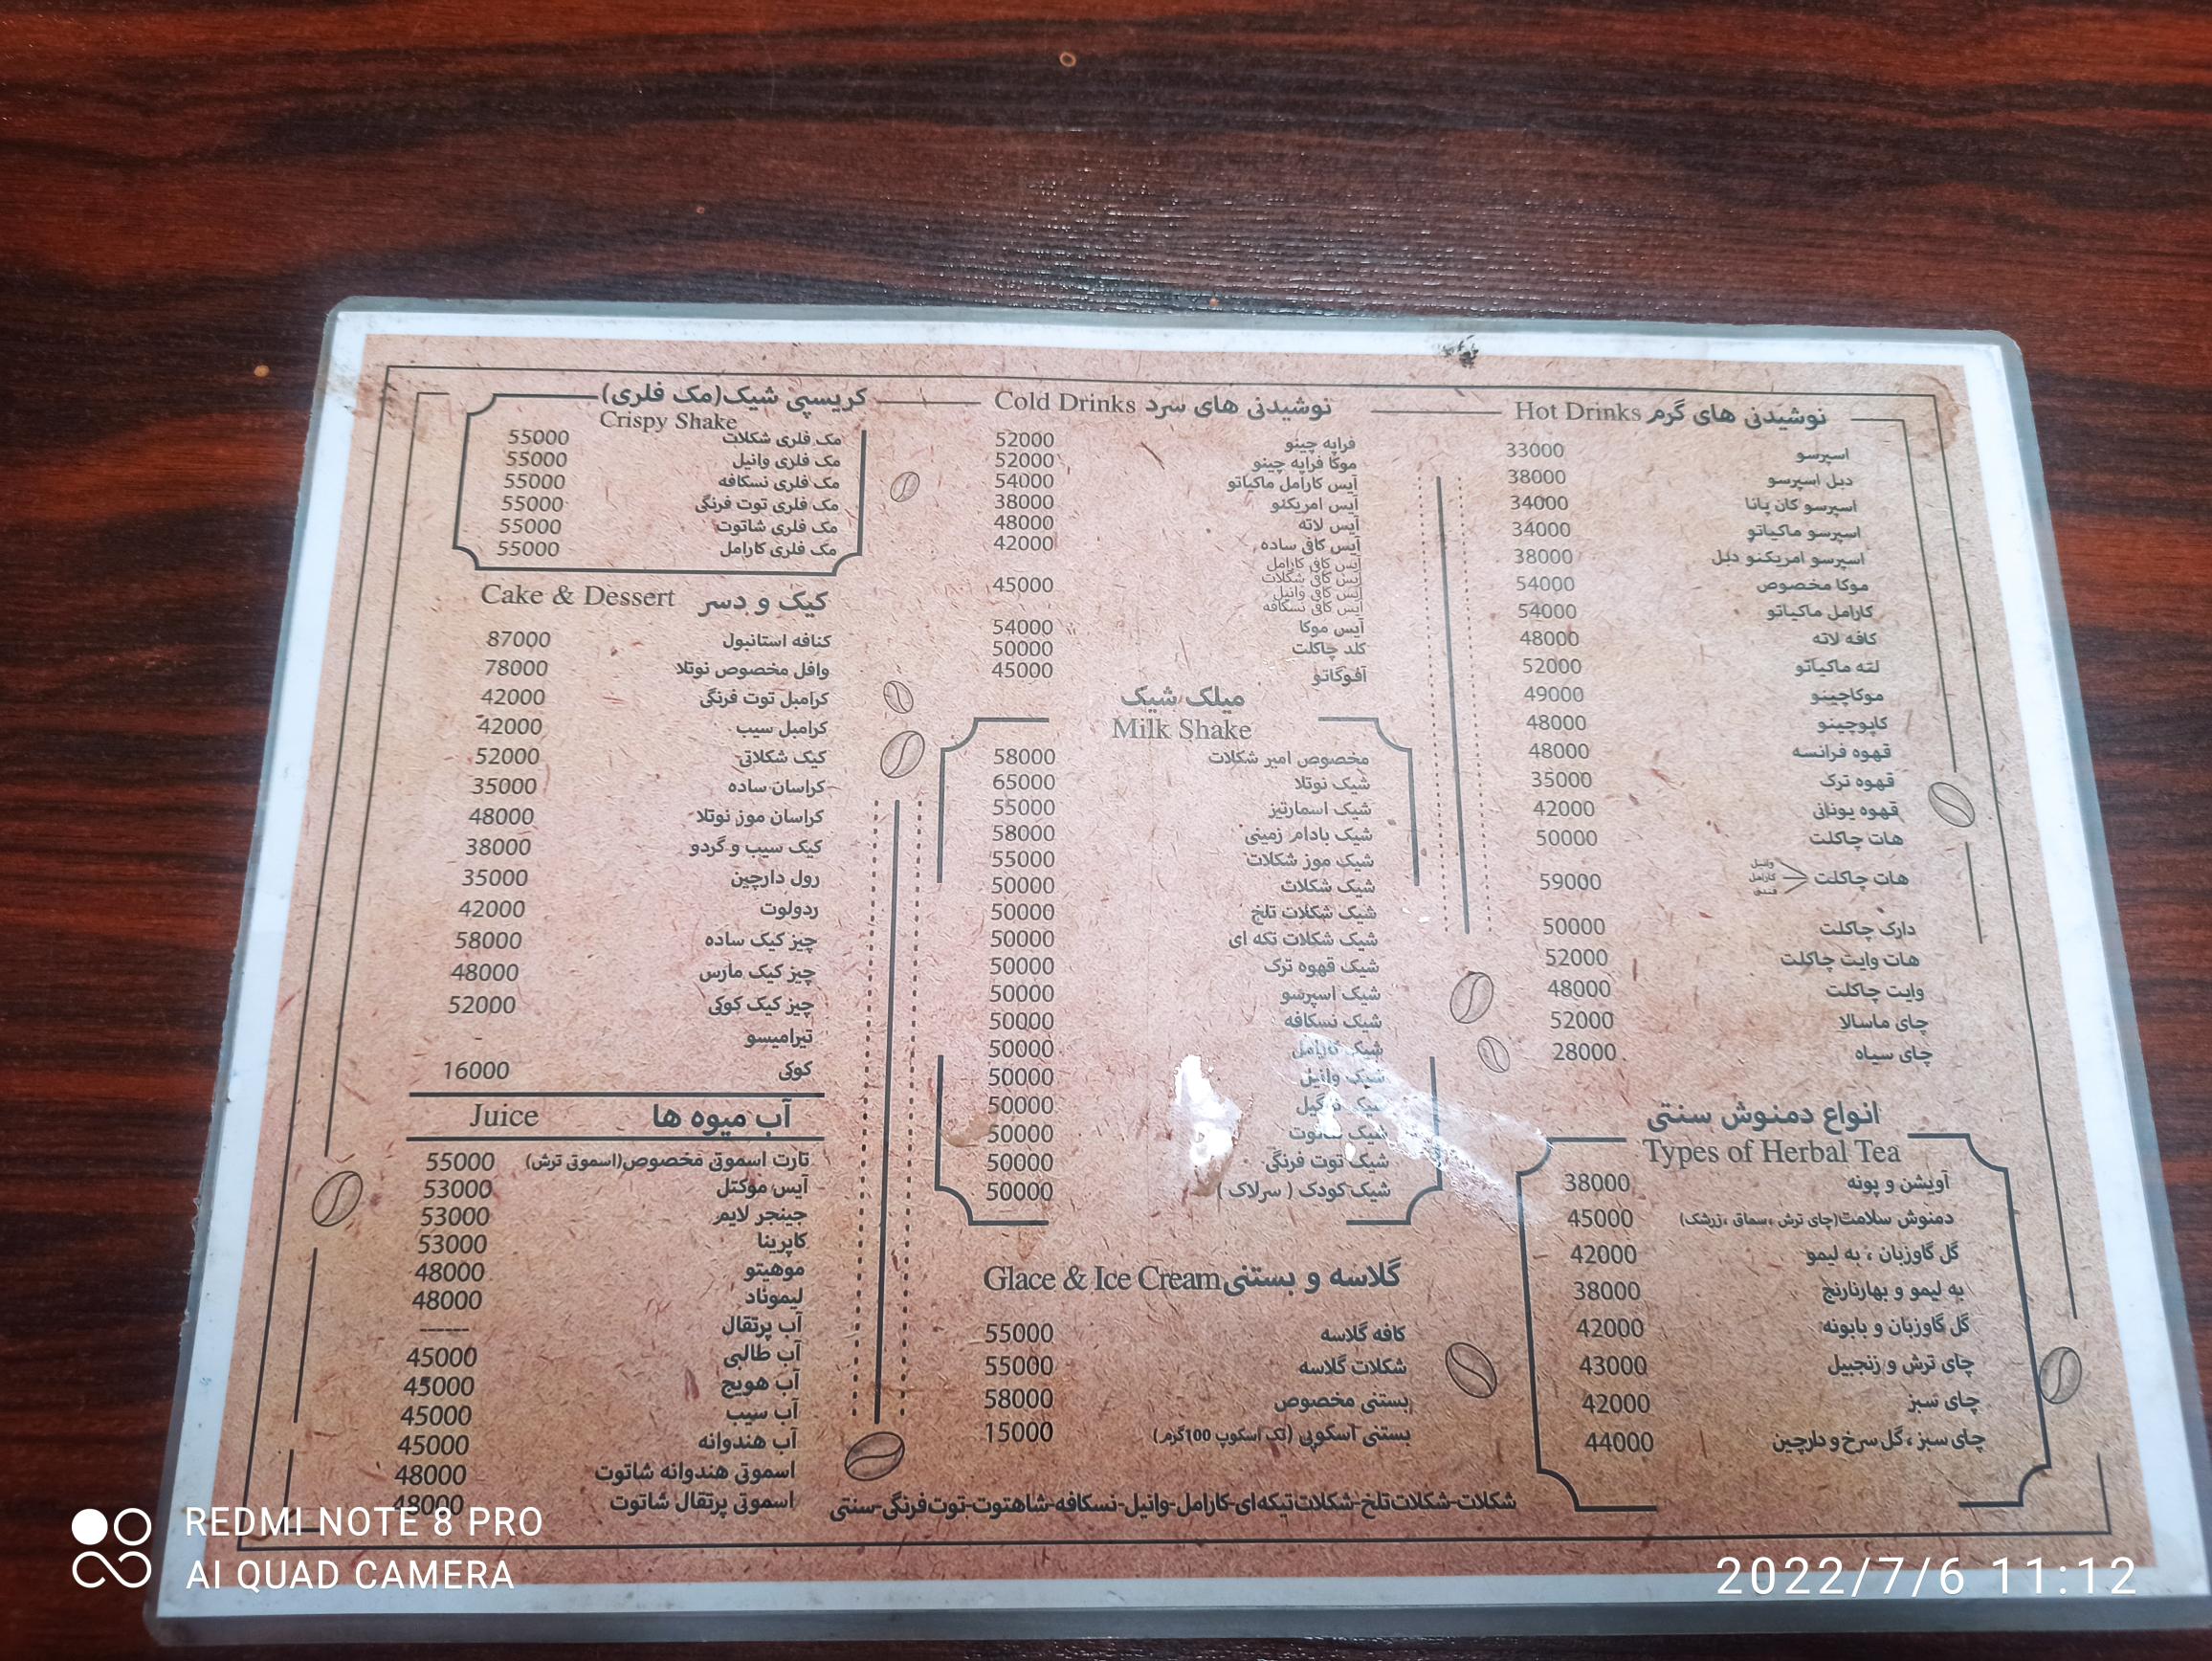 نوشیدنی های گرم Hot Drinks
اسپرسو 33000
دبل اسپرسو 38000
اسپرسو کان پانا 34000
اسپرسو ماکیاتو 34000
اسپرسو امریکنو دبل 38000
موکا مخصوص 54000
کارامل ماکیاتو 54000
کافه لاته 48000
لته ماکیاتو 52000
موکاچینو 49000
کاپوچینو 48000
قهوه فرانسه 48000
قهوه ترک 35000
قهوه یونانی 42000
هات چاکلت 50000
هات چاکلت وانیل کارامل فندق 59000
دارک چاکلت 50000
هات وایت چاکلت 52000
وایت چاکلت 48000
چای ماسالا 52000
چای سیاه 28000
انواع دمنوش سنتی
Types of Herbal Tea
آویشن و پونه 38000
دمنوش سلامت(چای ترش ،سماق ،زرشک) 45000
گل گاوزبان ، به لیمو 42000
به لیمو و بهارنارنج 38000
گل گاوزبان و بابونه 42000
چای ترش و زنجبیل 43000
چای سبز 42000
چای سبز ، گل سرخ و دارچین 44000
نوشیدنی های سرد Cold Drinks
فراپه چینو 52000
موکا فراپه چینو 52000
آیس کارامل ماکیاتو 54000
آیس امریکنو 38000
آیس لاته 48000
آیس کافی ساده 42000
آیس کافی کارامل
آیس کافی شکلات
45000
آیس کافی وانیل
آیس کافی نسکافه
آیس موکا 54000
کلد چاکلت 50000
آفوگاتو 45000
میلک شیک
Milk Shake
مخصوص امیر شکلات 58000
شیک نوتلا 65000
شیک اسمارتیز 55000
شیک بادام زمینی 58000
شیک موز شکلات 55000
شیک شکلات 50000
شیک شکلات تلخ 50000
شیک شکلات تکه ای 50000
شیک قهوه ترک 50000
شیک اسپرسو 50000
شیک نسکافه 50000
شیک کارامل 50000
شیک وانیل 50000
شیک 50000
شیک شاتوت 50000
شیک توت فرنگی 50000
شیک کودک ( سرلاک ) 50000
گلاسه و بستنی Glace & Ice Cream
کافه گلاسه 55000
شکلات گلاسه 55000
بستنی مخصوص 58000
بستنی اسکوپی (تک اسکوپ 100گرم) 15000
شکلات-شکلات تلخ-شکلات تیکه ای-کارامل-وانیل-نسکافه-شاهتوت-توت فرنگی-سنتی
کریسپی شیک(مک فلری)
Crispy Shake
مک فلری شکلات 55000
مک فلری وانیل 55000
مک فلری نسکافه 55000
مک فلری توت فرنگی 55000
مک فلری شاتوت 55000
مک فلری کارامل 55000
کیک و دسر Cake & Dessert
کنافه استانبول 87000
وافل مخصوص نوتلا 78000
کرامبل توت فرنگی 42000
کرامبل سیب 42000
کیک شکلاتی 52000
کراسان ساده 35000
کراسان موز نوتلا 48000
کیک سیب و گردو 38000
رول دارچین 35000
ردولوت 42000
چیز کیک ساده 58000
چیز کیک مارس 48000
چیز کیک کوکی 52000
تیرامیسو -
کوکی 16000
آب میوه ها Juice
تارت اسموتی مخصوص(اسموتی ترش) 55000
آیس موکتل 53000
جینجر لایم 53000
کاپرینا 53000
موهیتو 48000
لیموناد 48000
آب پرتقال ------
آب طالبی 45000
آب هویج 45000
آب سیب 45000
آب هندوانه 45000
اسموتی هندوانه شاتوت 48000
اسموتی پرتقال شاتوت 48000
REDMI NOTE 8 PRO
AI QUAD CAMERA
2022/7/6 11:12